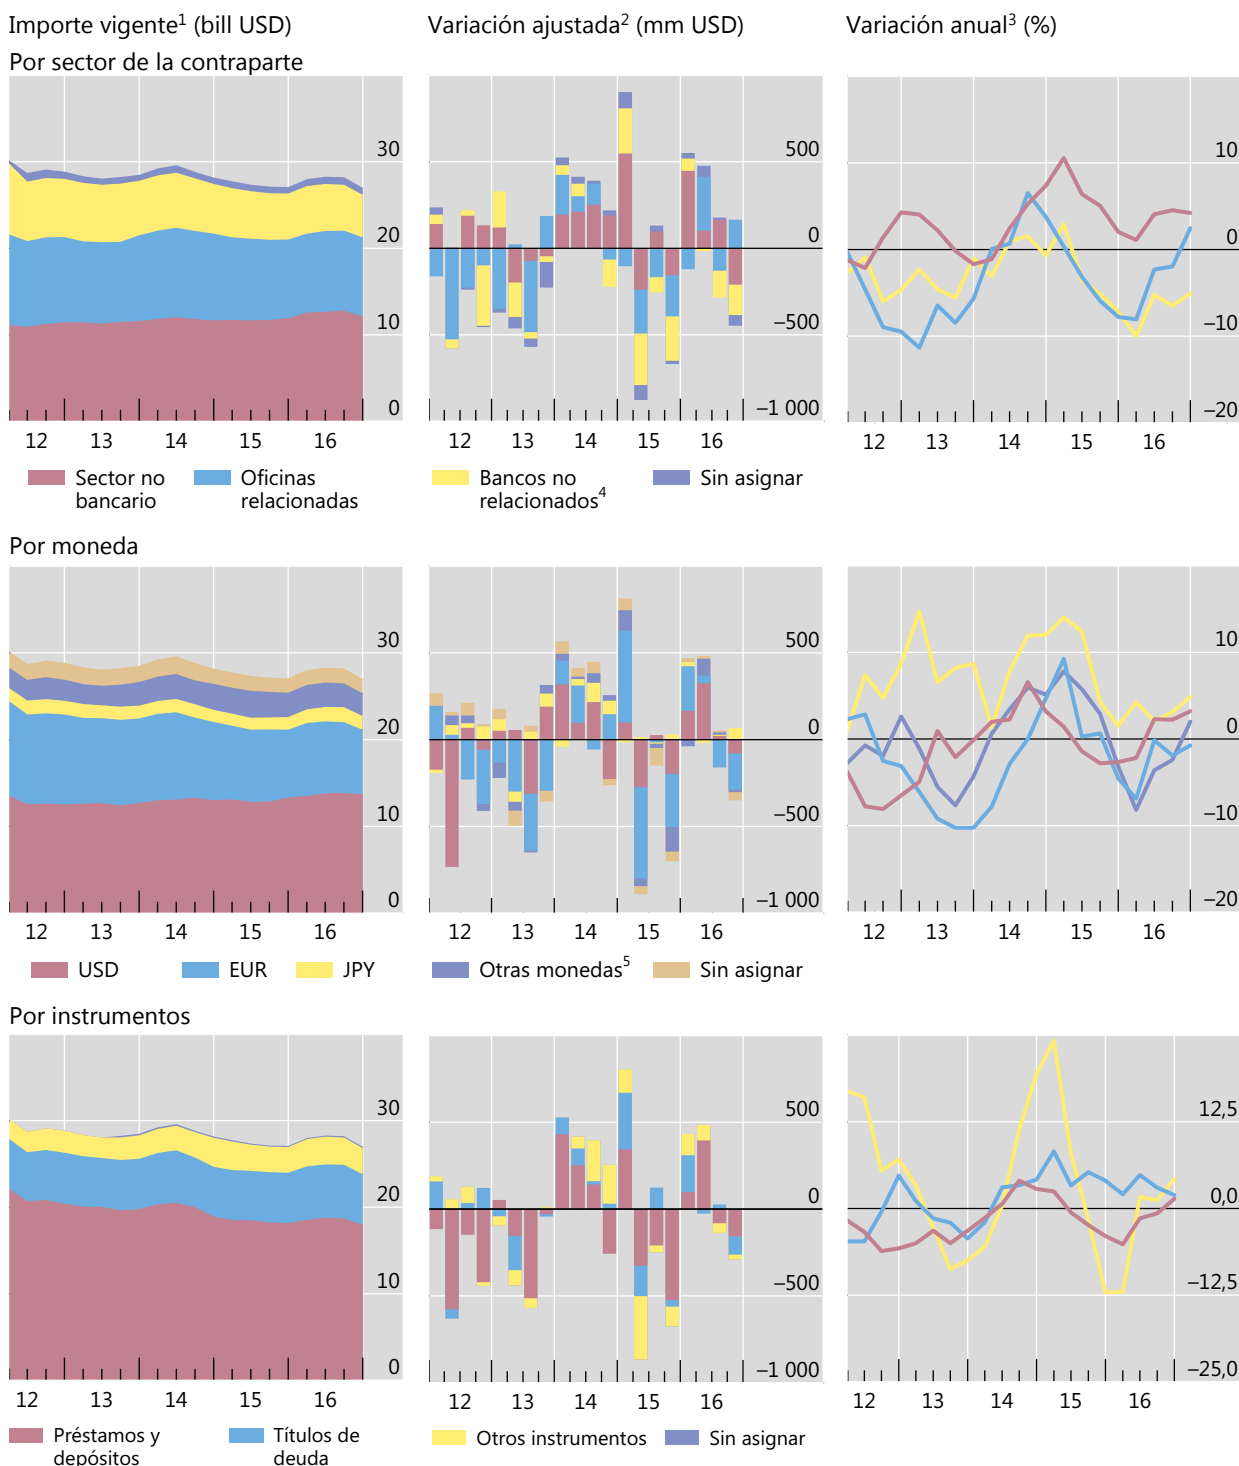 Importe vigente¹ (bill USD)
Variación ajustada² (mm USD)
Variación anual³ (%)
Por sector de la contraparte
30
20
10
0
12 13 14 15 16
500
0
−500
−1 000
12 13 14 15 16
10
0
−10
−20
12 13 14 15 16
Sector no bancario
Oficinas relacionadas
Bancos no relacionados⁴
Sin asignar
Por moneda
30
20
10
0
12 13 14 15 16
500
0
−500
−1 000
12 13 14 15 16
10
0
−10
−20
12 13 14 15 16
USD
EUR
JPY
Otras monedas⁵
Sin asignar
Por instrumentos
30
20
10
0
12 13 14 15 16
500
0
−500
−1 000
12 13 14 15 16
12,5
0,0
−12,5
−25,0
12 13 14 15 16
Préstamos y depósitos
Títulos de deuda
Otros instrumentos
Sin asignar